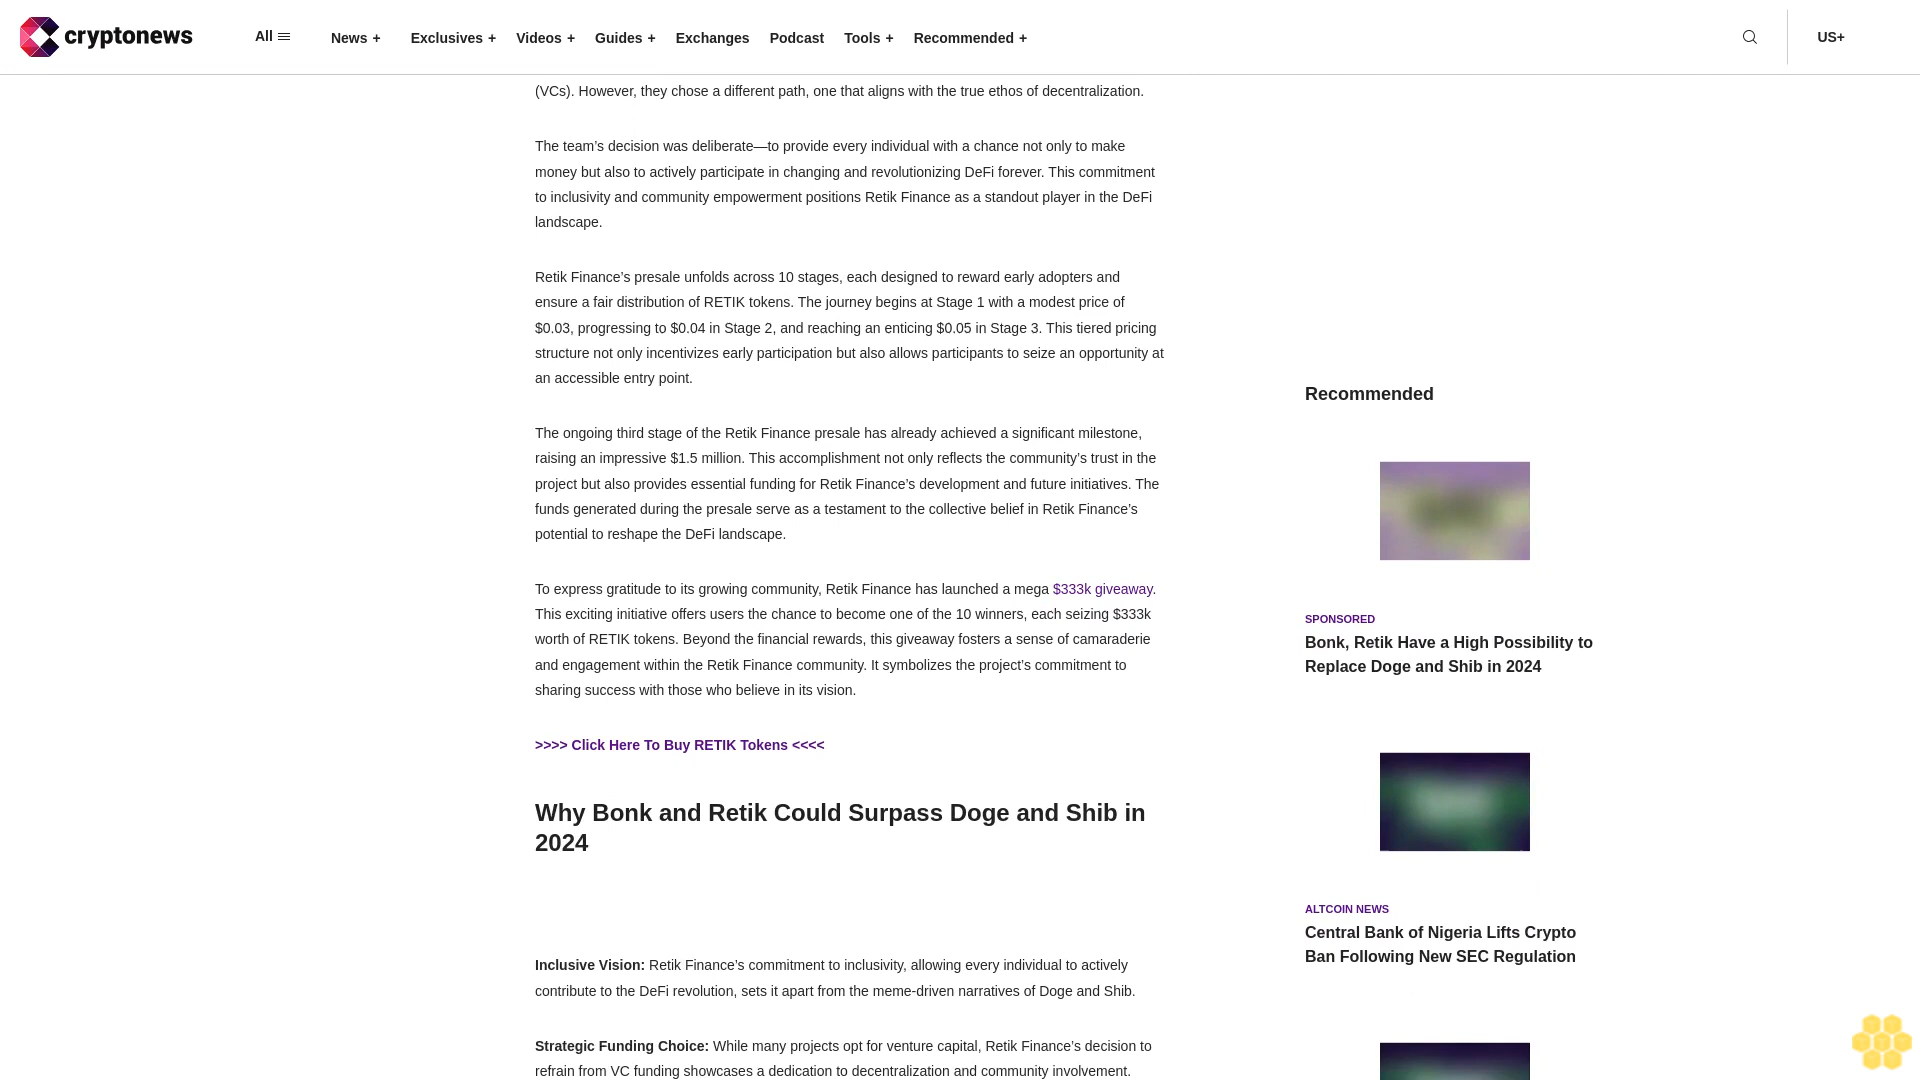 cryptonews
All
News +
Exclusives +
Videos +
Guides +
Exchanges
Podcast
Tools +
Recommended +
US+
(VCs). However, they chose a different path, one that aligns with the true ethos of decentralization.
The team’s decision was deliberate—to provide every individual with a chance not only to make
money but also to actively participate in changing and revolutionizing DeFi forever. This commitment
to inclusivity and community empowerment positions Retik Finance as a standout player in the DeFi
landscape.
Retik Finance’s presale unfolds across 10 stages, each designed to reward early adopters and
ensure a fair distribution of RETIK tokens. The journey begins at Stage 1 with a modest price of
$0.03, progressing to $0.04 in Stage 2, and reaching an enticing $0.05 in Stage 3. This tiered pricing
structure not only incentivizes early participation but also allows participants to seize an opportunity at
an accessible entry point.
The ongoing third stage of the Retik Finance presale has already achieved a significant milestone,
raising an impressive $1.5 million. This accomplishment not only reflects the community’s trust in the
project but also provides essential funding for Retik Finance’s development and future initiatives. The
funds generated during the presale serve as a testament to the collective belief in Retik Finance’s
potential to reshape the DeFi landscape.
To express gratitude to its growing community, Retik Finance has launched a mega $333k giveaway.
This exciting initiative offers users the chance to become one of the 10 winners, each seizing $333k
worth of RETIK tokens. Beyond the financial rewards, this giveaway fosters a sense of camaraderie
and engagement within the Retik Finance community. It symbolizes the project’s commitment to
sharing success with those who believe in its vision.
>>>> Click Here To Buy RETIK Tokens <<<<
Why Bonk and Retik Could Surpass Doge and Shib in
2024
Inclusive Vision: Retik Finance’s commitment to inclusivity, allowing every individual to actively
contribute to the DeFi revolution, sets it apart from the meme-driven narratives of Doge and Shib.
Strategic Funding Choice: While many projects opt for venture capital, Retik Finance’s decision to
refrain from VC funding showcases a dedication to decentralization and community involvement.
Recommended
SPONSORED
Bonk, Retik Have a High Possibility to
Replace Doge and Shib in 2024
ALTCOIN NEWS
Central Bank of Nigeria Lifts Crypto
Ban Following New SEC Regulation